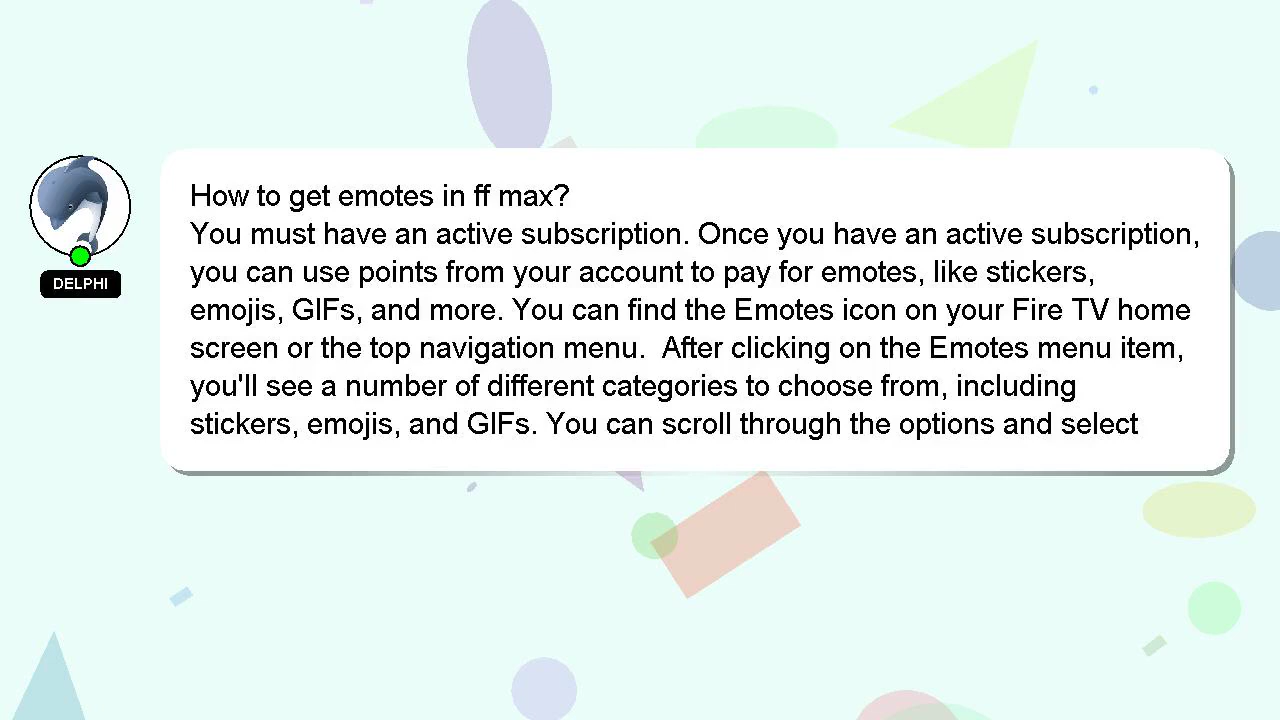 How to get emotes in ff max?
You must have an active subscription. Once you have an active subscription,
you can use points from your account to pay for emotes, like stickers,
emojis, GIFs, and more. You can find the Emotes icon on your Fire TV home
screen or the top navigation menu.  After clicking on the Emotes menu item,
you'll see a number of different categories to choose from, including
stickers, emojis, and GIFs. You can scroll through the options and select
DELPHI